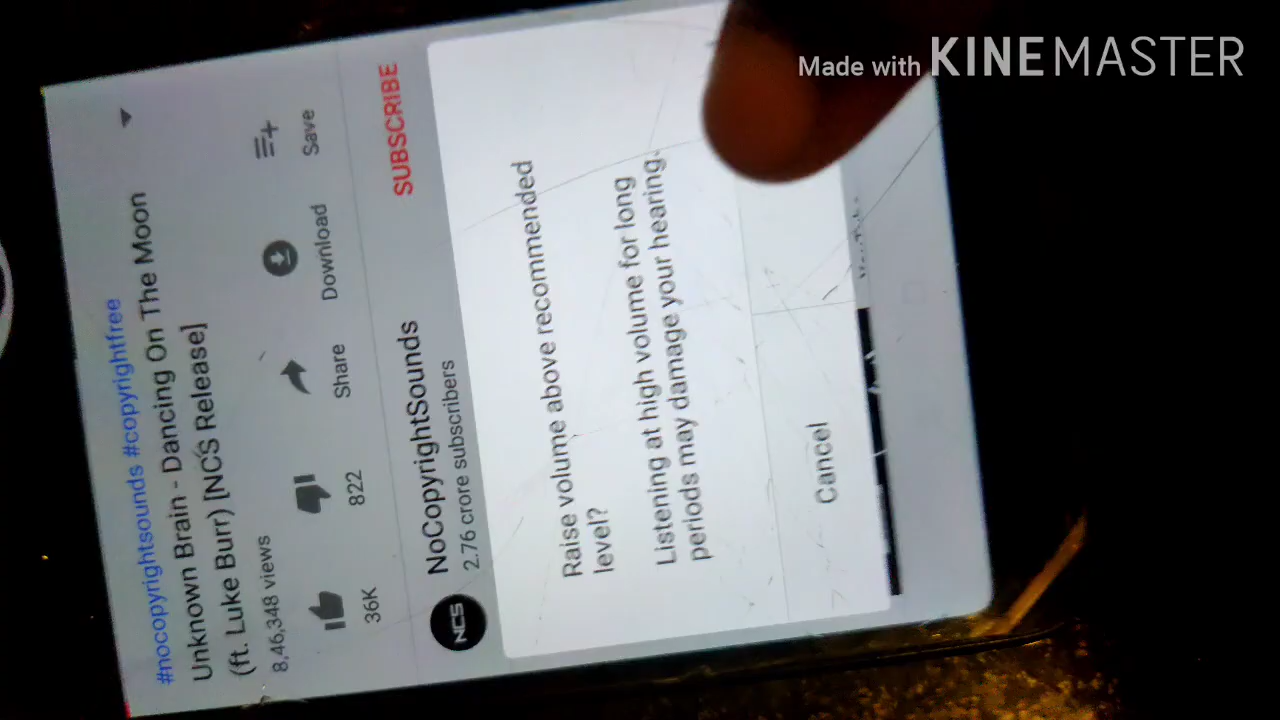 Made with KINEMASTER
#nocopyrightsounds #copyrightfree
Unknown Brain - Dancing On The Moon
(ft. Luke Burr) [NCS Release]
8,46,348 views
36K
822
Share
Download
Save
NCS
NoCopyrightSounds
2.76 crore subscribers
SUBSCRIBE
Raise volume above recommended
level?
Listening at high volume for long
periods may damage your hearing.
Cancel